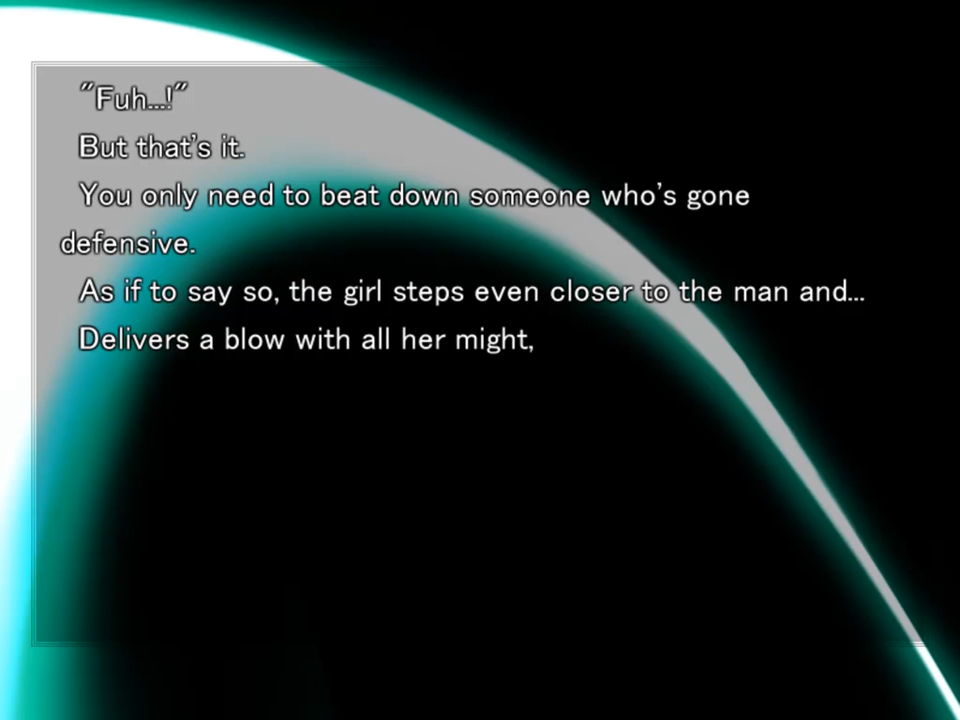 "Fuh...!"
But that's it.
You only need to beat down someone who's gone
defensive.
As if to say so, the girl steps even closer to the man and...
Delivers a blow with all her might,